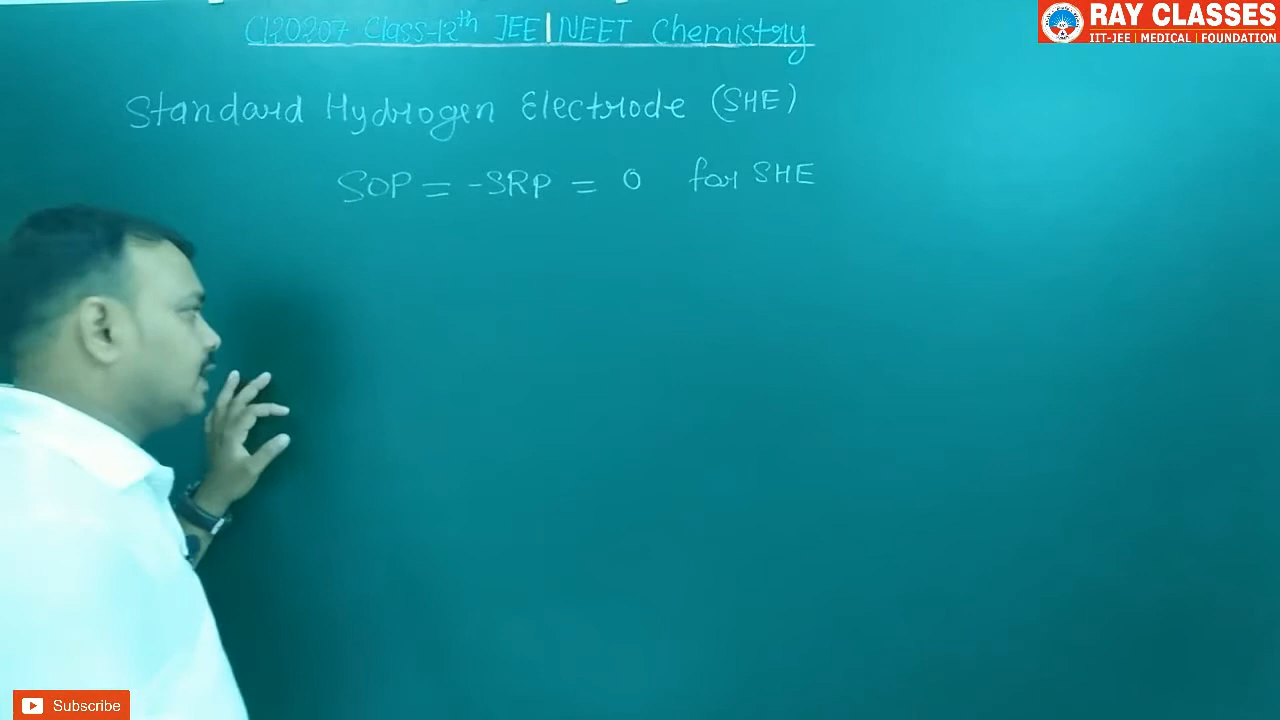 C120207 Class-12th JEE|NEET Chemistry
RAY CLASSES
IIT-JEE | MEDICAL | FOUNDATION
Standard Hydrogen Electrode (SHE)
SOP = -SRP = 0 for SHE
Subscribe